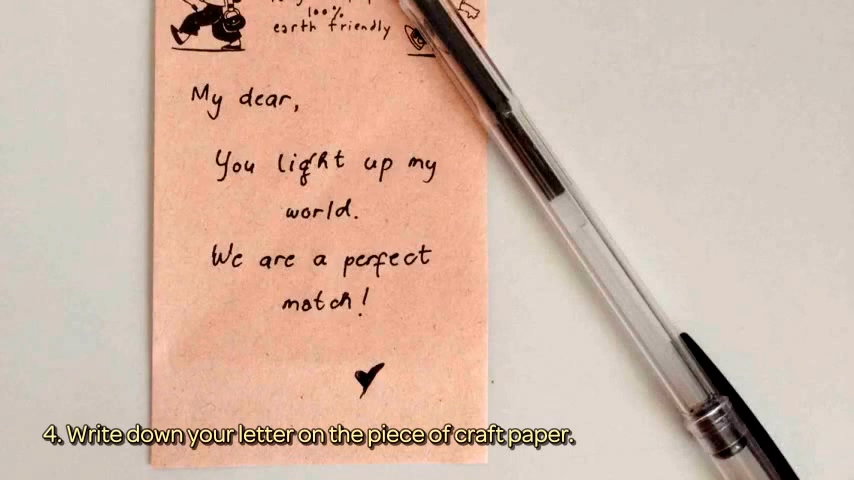 100%
earth friendly
My dear,
You light up my
world.
We are a perfect
match!
4. Write down your letter on the piece of craft paper.